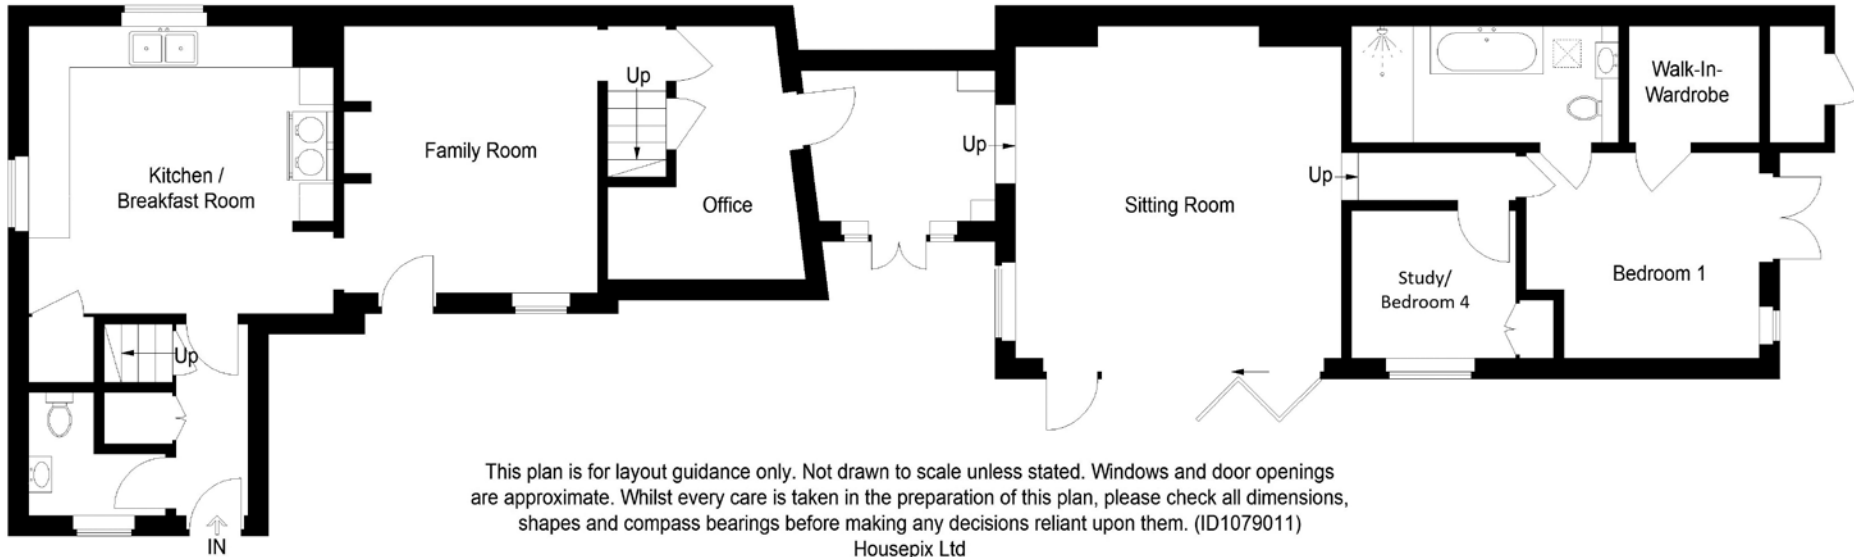 Up
Walk-In-
Wardrobe
Family Room
Up
Kitchen /
Breakfast Room
Up
Office
Sitting Room
Study/
Bedroom 4
Bedroom 1
Up
This plan is for layout guidance only. Not drawn to scale unless stated. Windows and door openings
are approximate. Whilst every care is taken in the preparation of this plan, please check all dimensions,
shapes and compass bearings before making any decisions reliant upon them. (ID1079011)
IN
Housepix Ltd